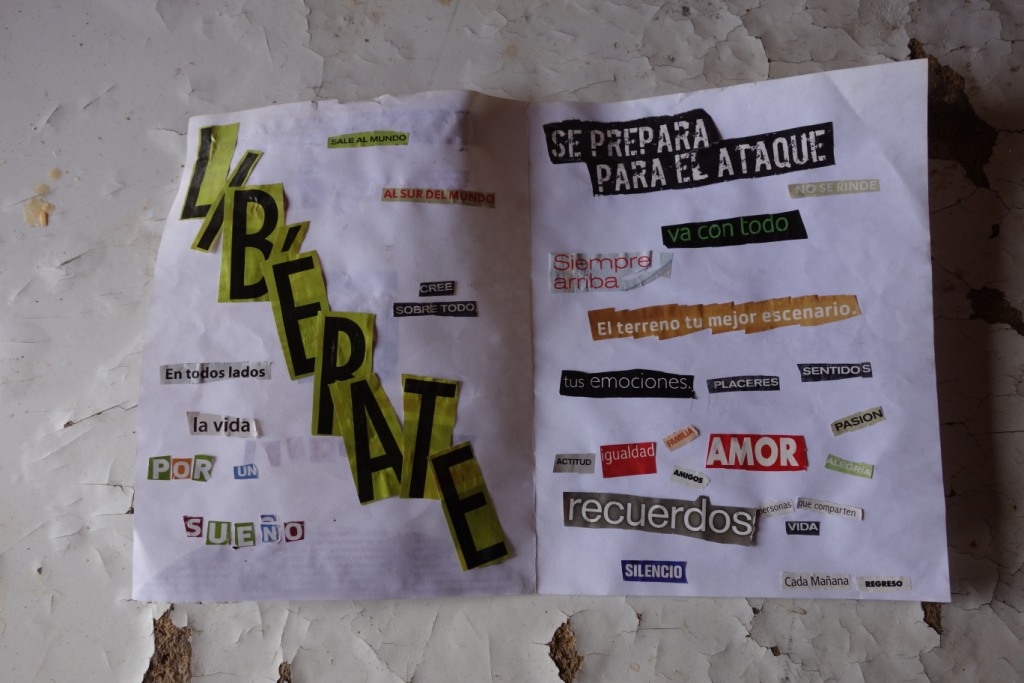 LÍBÉRATE
SALE AL MUNDO
AL SUR DEL MUNDO
CREE
SOBRE TODO
En todos lados
la vida
POR UN
SUEÑO
SE PREPARA
PARA EL ATAQUE
NO SE RINDE
va con todo
Siempre
arriba
El terreno tu mejor escenario.
tus emociones. PLACERES SENTIDOS
PASION
ACTITUD igualdad FAMILIA AMIGOS AMOR ALEGRÍA
recuerdos personas que comparten
VIDA
SILENCIO
Cada Mañana REGRESO